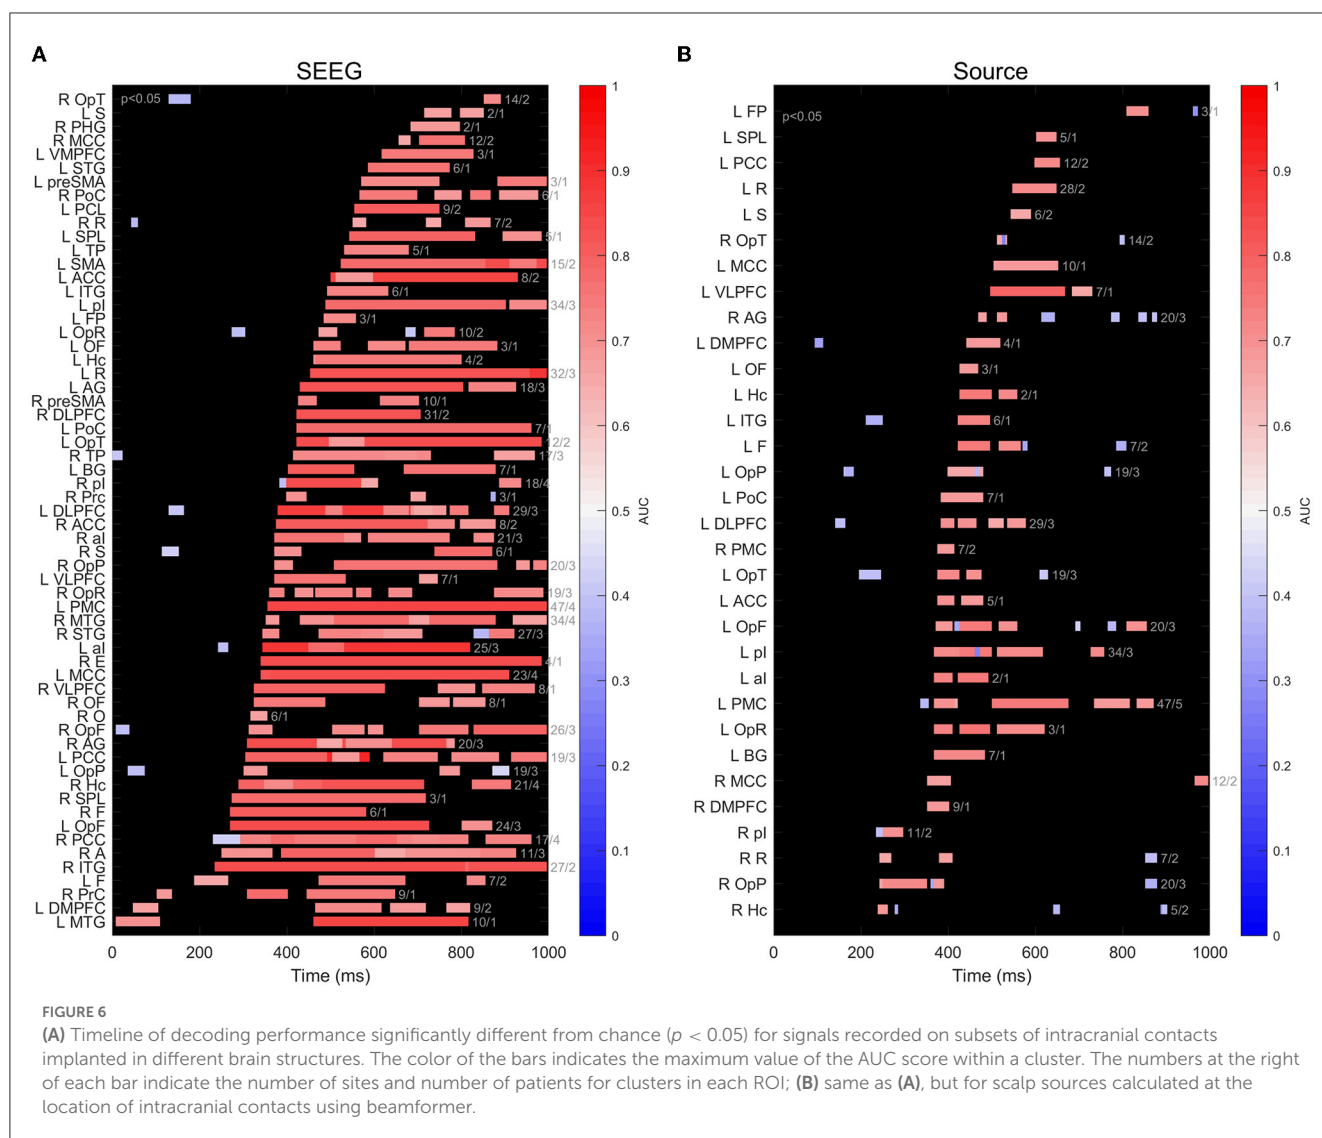 A
SEEG
p<0.05
R OpT 14/2
L S 2/1
R PHG 2/1
R MCC 12/2
L VMPFC 3/1
L STG 6/1
L preSMA 3/1
R PoC 6/1
L PCL 9/2
R R 7/2
L SPL 5/1
L TP 5/1
L SMA 15/2
L ACC 8/2
L ITG 6/1
L pI 34/3
L FP 3/1
L OpR 10/2
L OF 3/1
L Hc 4/2
L R 32/3
L AG 18/3
R preSMA 10/1
R DLPFC 31/2
L PoC 7/1
L OpT 12/2
R TP 17/3
L BG 7/1
R pI 18/4
R Prc 3/1
L DLPFC 29/3
R ACC 8/2
R aI 21/3
R S 6/1
R OpP 20/3
L VLPFC 7/1
R OpR 19/3
L PMC 47/4
R MTG 34/4
R STG 27/3
L aI 25/3
R E 4/1
L MCC 23/4
R VLPFC 8/1
R OF 8/1
R O 6/1
R OpF 26/3
R AG 20/3
L PCC 19/3
L OpP 19/3
R Hc 21/4
R SPL 3/1
R F 6/1
L OpF 24/3
R PCC 17/4
R A 11/3
R ITG 27/2
L F 7/2
R PrC 9/1
L DMPFC 9/2
L MTG 10/1
0 200 400 600 800 1000
Time (ms)
1
0.9
0.8
0.7
0.6
0.5
0.4
0.3
0.2
0.1
0
AUC
B
Source
p<0.05
L FP 3/1
L SPL 5/1
L PCC 12/2
L R 28/2
L S 6/2
R OpT 14/2
L MCC 10/1
L VLPFC 7/1
R AG 20/3
L DMPFC 4/1
L OF 3/1
L Hc 2/1
L ITG 6/1
L F 7/2
L OpP 19/3
L PoC 7/1
L DLPFC 29/3
R PMC 7/2
L OpT 19/3
L ACC 5/1
L OpF 20/3
L pI 34/3
L aI 2/1
L PMC 47/5
L OpR 3/1
L BG 7/1
R MCC 12/2
R DMPFC 9/1
R pI 11/2
R R 7/2
R OpP 20/3
R Hc 5/2
0 200 400 600 800 1000
Time (ms)
1
0.9
0.8
0.7
0.6
0.5
0.4
0.3
0.2
0.1
0
AUC
FIGURE 6
(A) Timeline of decoding performance significantly different from chance (p < 0.05) for signals recorded on subsets of intracranial contacts
implanted in different brain structures. The color of the bars indicates the maximum value of the AUC score within a cluster. The numbers at the right
of each bar indicate the number of sites and number of patients for clusters in each ROI; (B) same as (A), but for scalp sources calculated at the
location of intracranial contacts using beamformer.